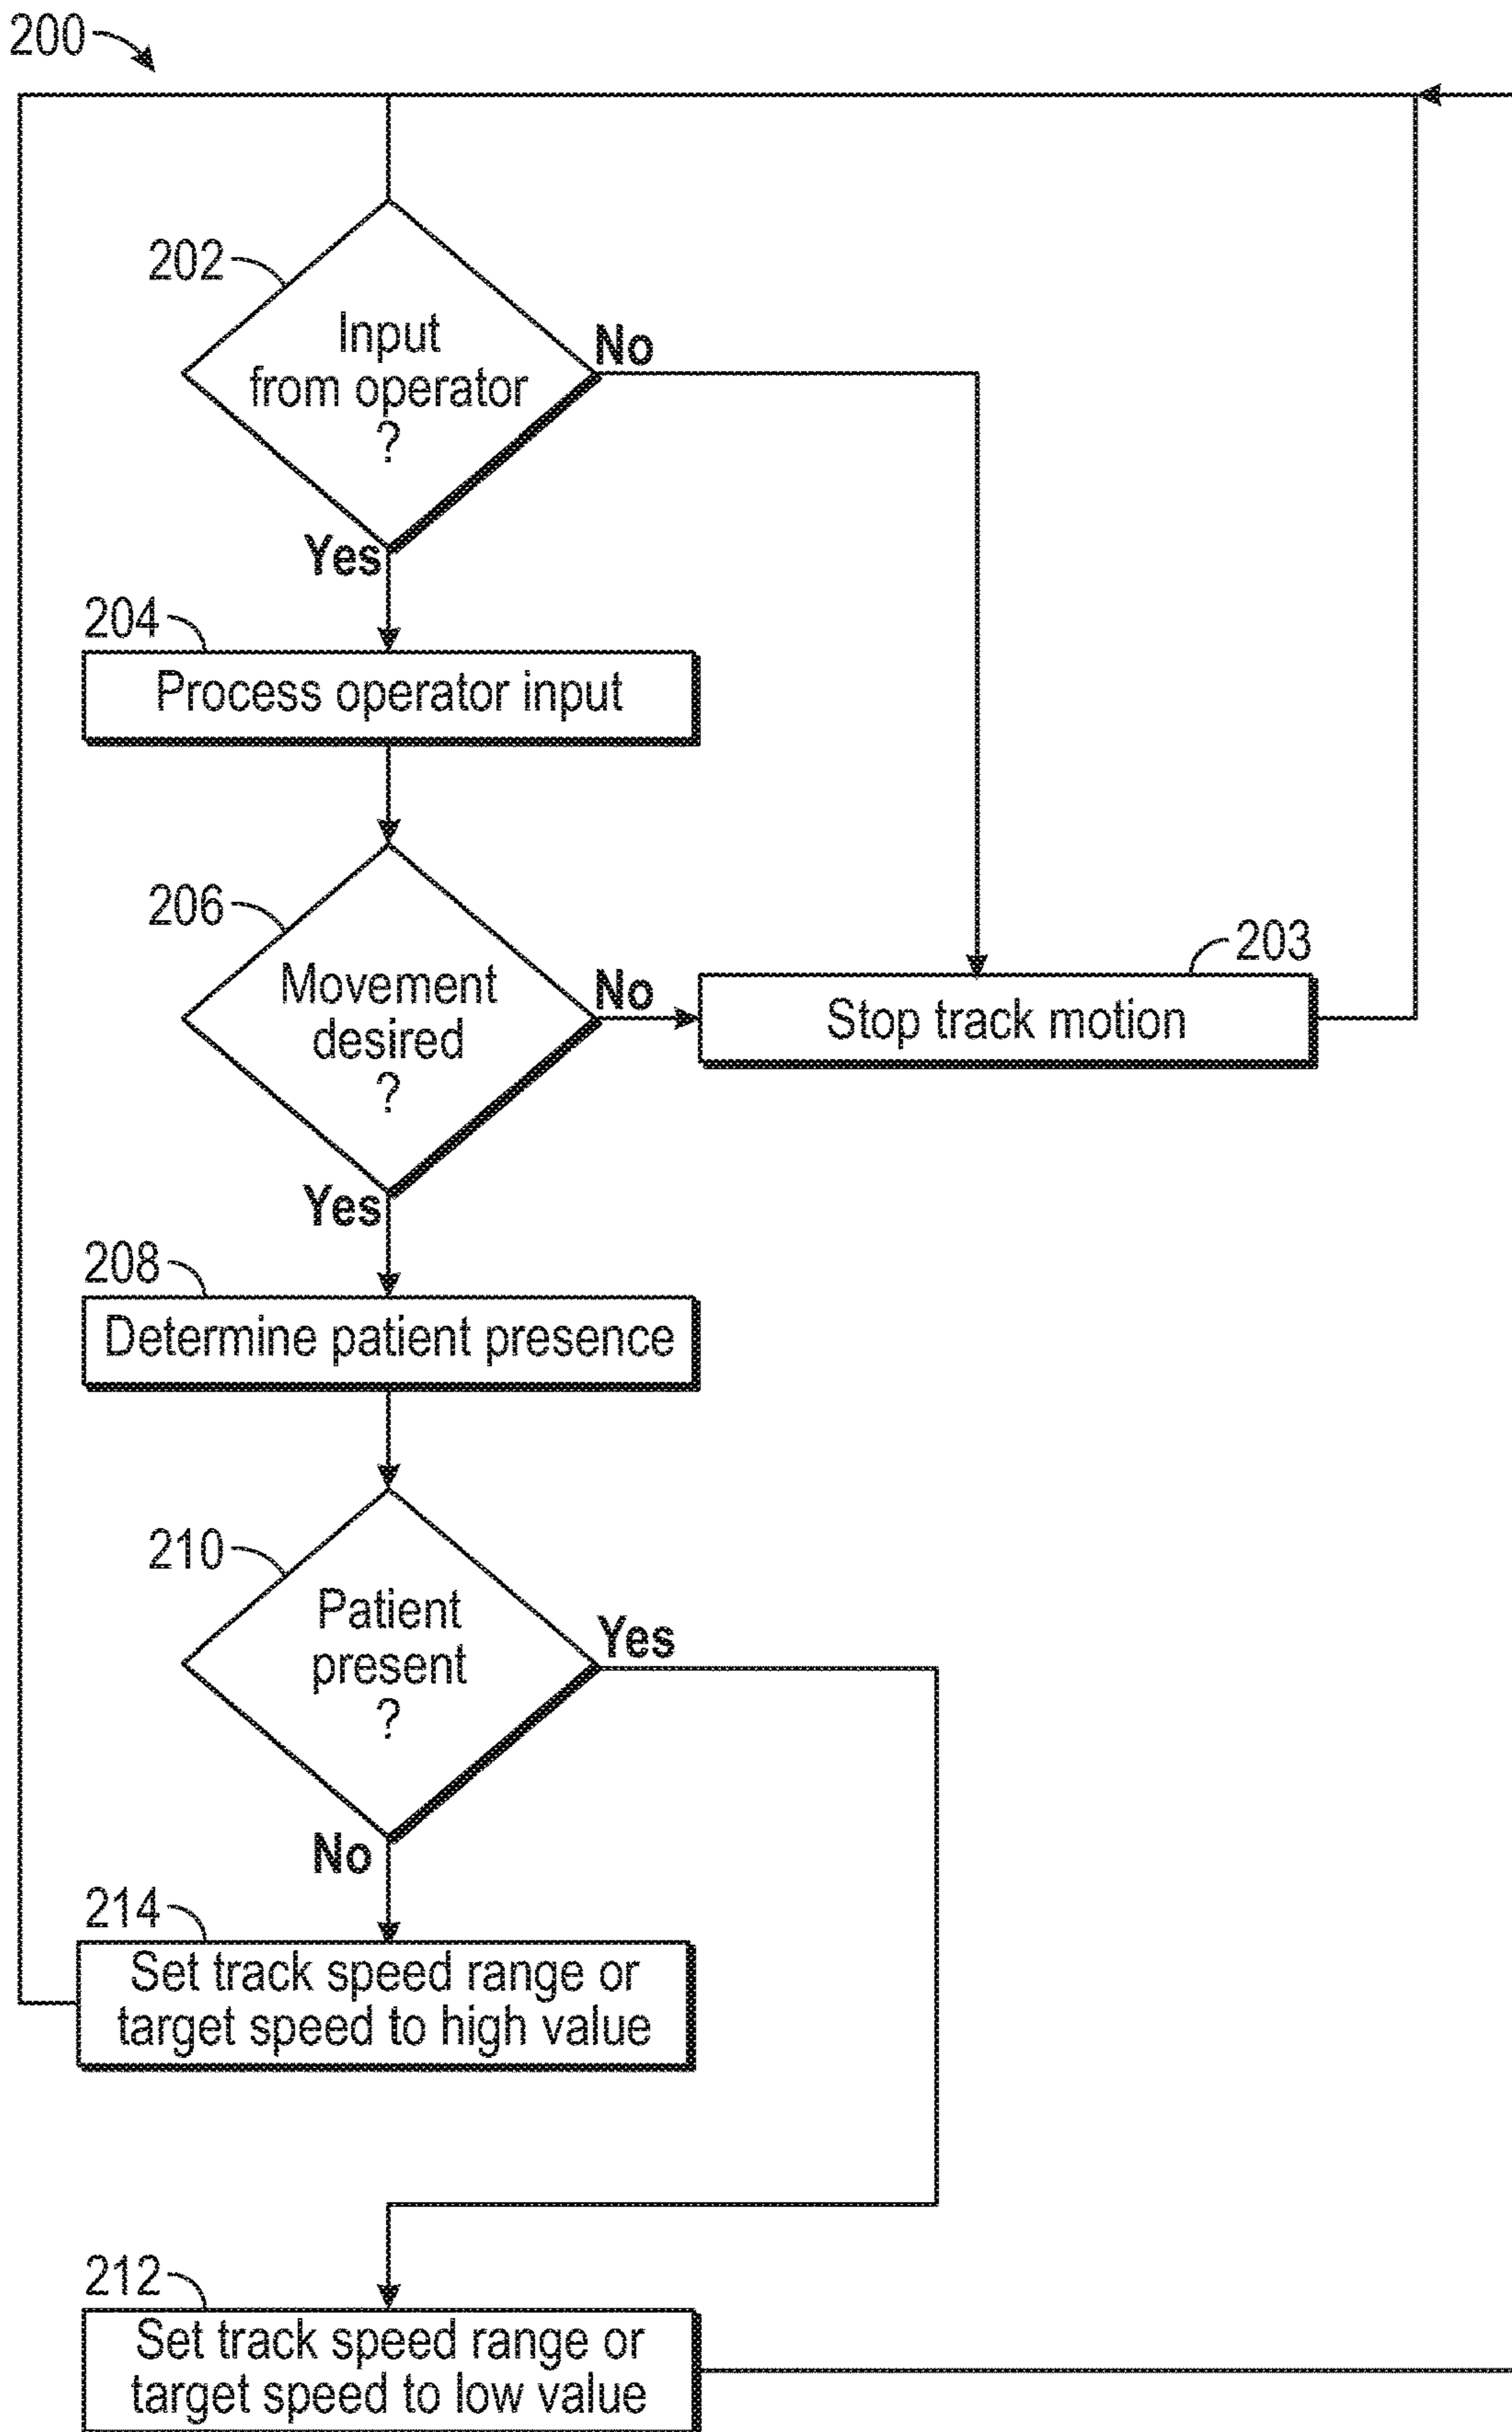 200
202
Input
from operator
?
No
Yes
204
Process operator input
206
Movement
desired
?
No
203
Stop track motion
Yes
208
Determine patient presence
210
Patient
present
?
Yes
No
214
Set track speed range or
target speed to high value
212
Set track speed range or
target speed to low value